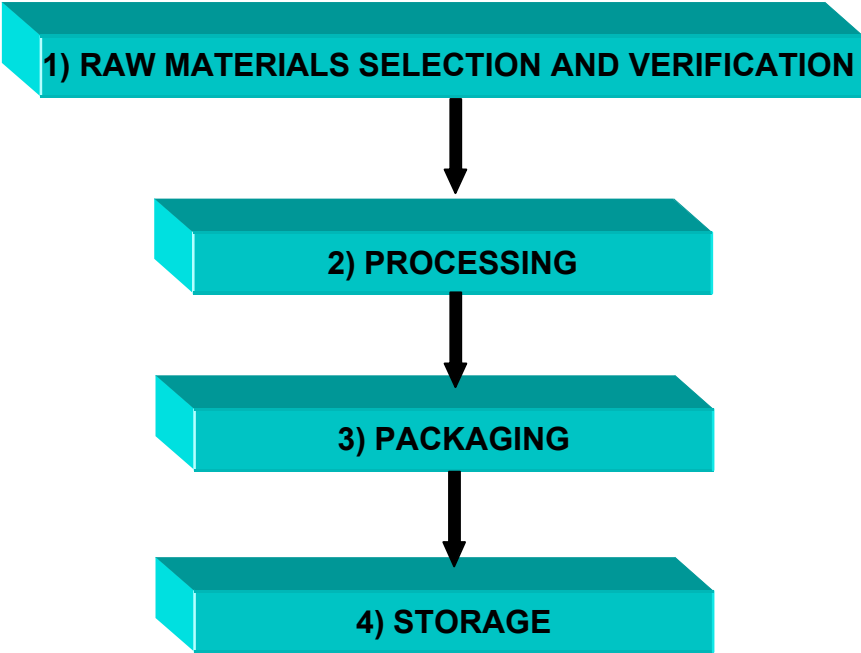 1) RAW MATERIALS SELECTION AND VERIFICATION
2) PROCESSING
3) PACKAGING
4) STORAGE